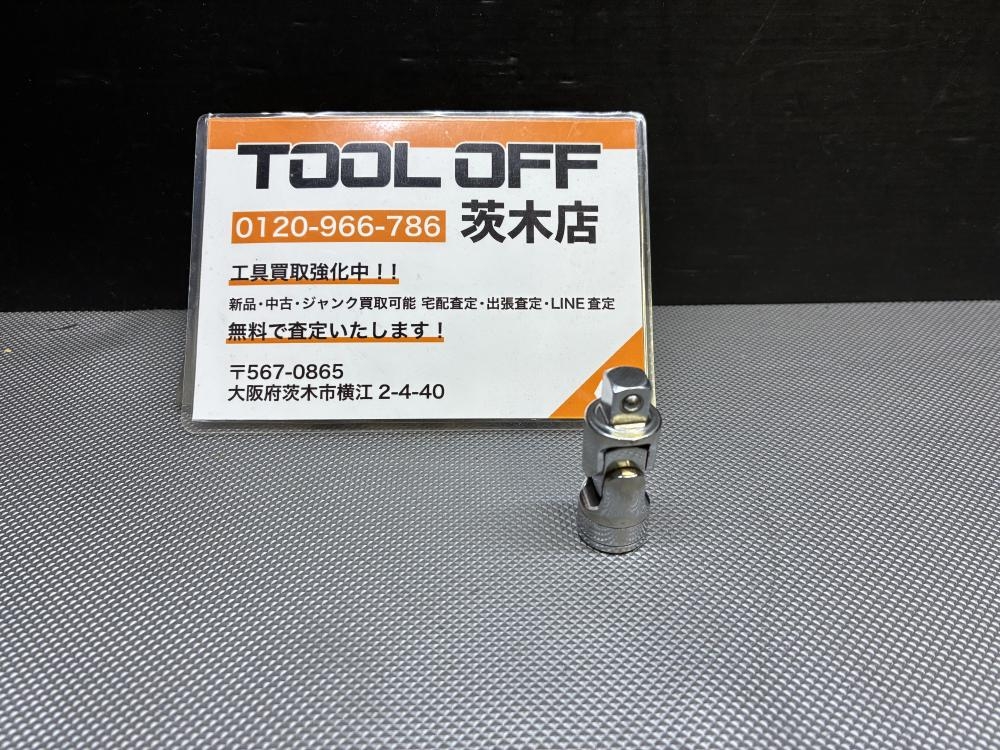 TOOL OFF
0120-966-786 茨木店
工具買取強化中！！
新品・中古・ジャンク買取可能 宅配査定・出張査定・LINE査定
無料で査定いたします！
〒567-0865
大阪府茨木市横江 2-4-40